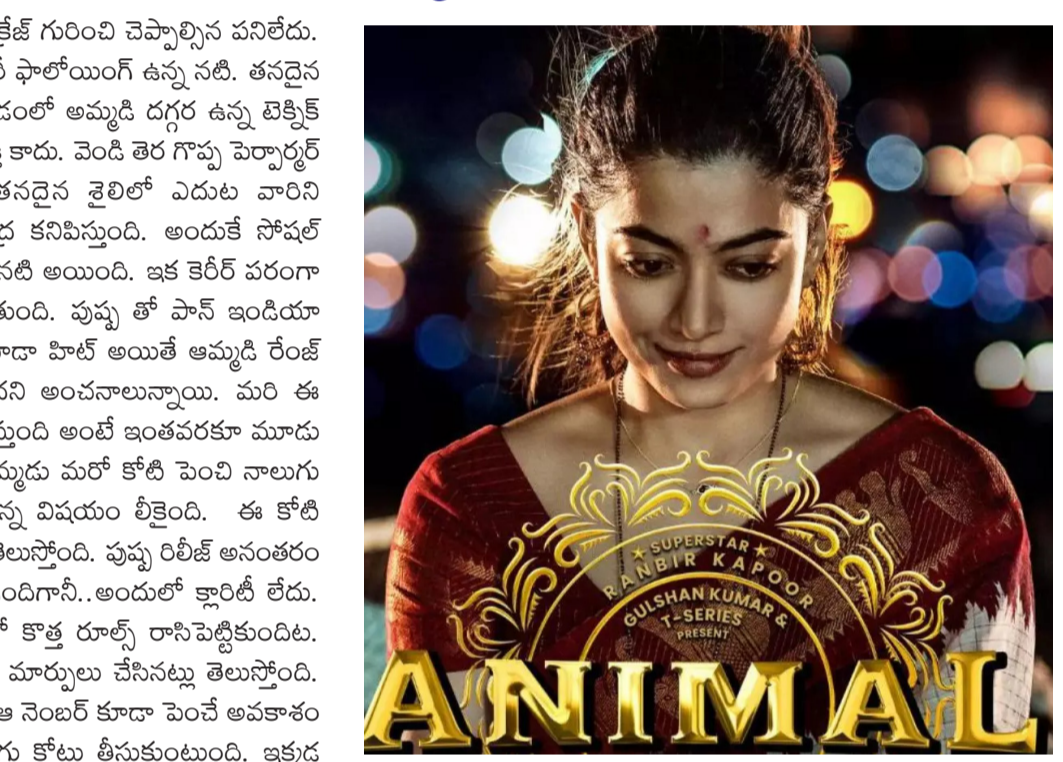 క్రేజ్ గురించి చెప్పాల్సిన పనిలేదు.
ఫాలోయింగ్ ఉన్న నటి. తనదైన
అమ్మడి దగ్గర ఉన్న టెక్నిక్
కాదు. వెండి తెర గొప్ప పెర్ఫార్మర్
తనదైన శైలిలో ఎదుట వారిని
కనిపిస్తుంది. అందుకే సోషల్
నటి అయింది. ఇక కెరీర్ పరంగా
పుష్ప తో పాన్ ఇండియా
హిట్ అయితే ఆమ్మడి రేంజ్
అంచనాలున్నాయి. మరి ఈ
అంటే ఇంతవరకూ మూడు
మరో కోటి పెంచి నాలుగు
విషయం లీకైంది. ఈ కోటి
తెలుస్తోంది. పుష్ప రిలీజ్ అనంతరం
అందులో క్లారిటీ లేదు.
కొత్త రూల్స్ రాసిపెట్టికుందిట.
మార్పులు చేసినట్లు తెలుస్తోంది.
ఆ నెంబర్ కూడా పెంచే అవకాశం
కోటు తీసుకుంటుంది. ఇక్కడ
SUPERSTAR
RANBIR KAPOOR
GULSHAN KUMAR &
T-SERIES
PRESENT
ANIMAL